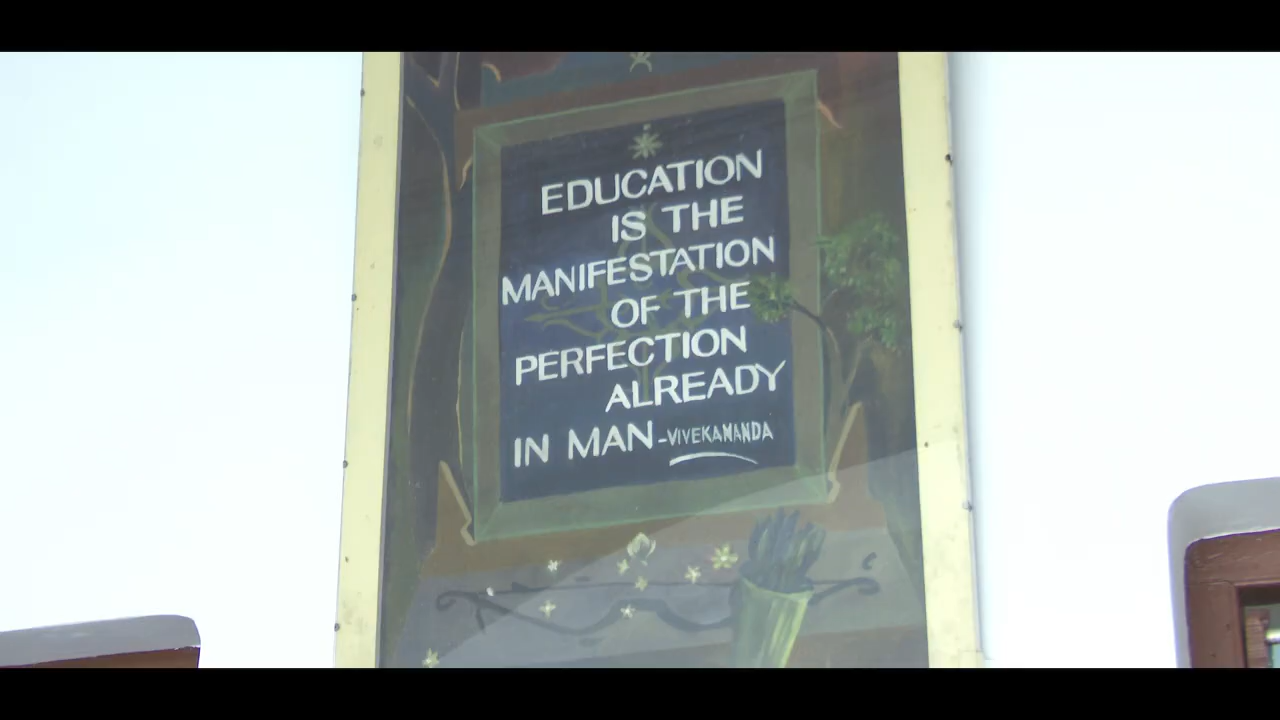 EDUCATION
IS THE
MANIFESTATION
OF THE
PERFECTION
ALREADY
IN MAN-VIVEKANANDA